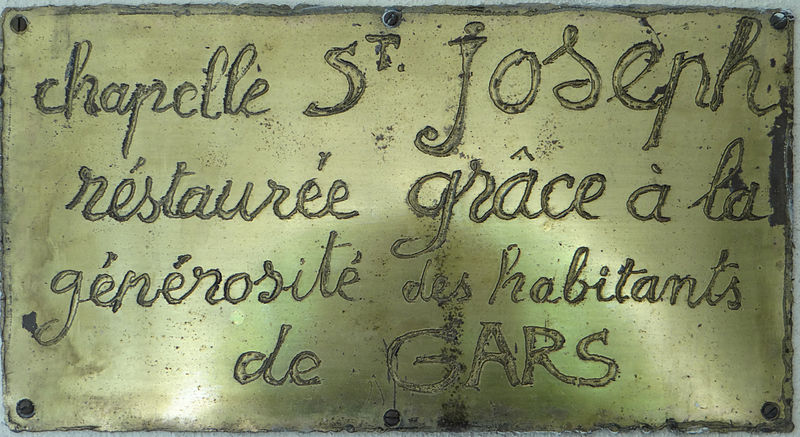 chapelle ST. Joseph
réstaurée grâce à la
générosité des habitants
de GARS